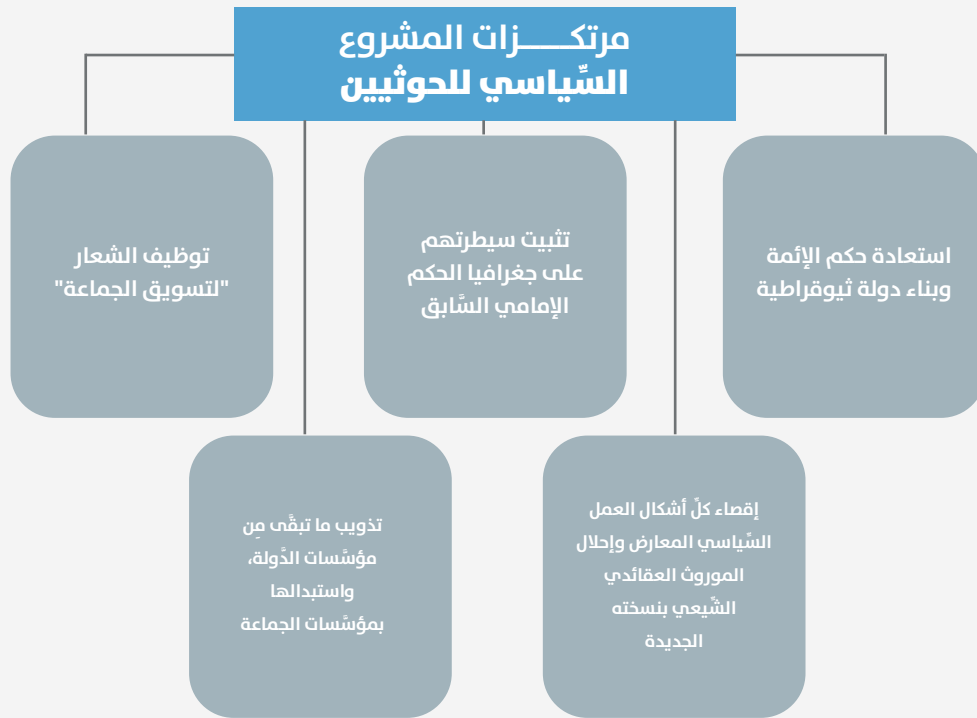 مرتكـــــزات المشروع
السِّياسي للحوثيين
استعادة حكم الإئمة
وبناء دولة ثيوقراطية
تثبيت سيطرتهم
على جغرافيا الحكم
الإمامي السَّابق
توظيف الشعار
"لتسويق الجماعة"
إقصاء كلِّ أشكال العمل
السِّياسي المعارض وإحلال
الموروث العقائدي
الشِّيعي بنسخته
الجديدة
تذويب ما تبقَّى مِن
مؤسَّسات الدَّولة،
واستبدالها
بمؤسَّسات الجماعة